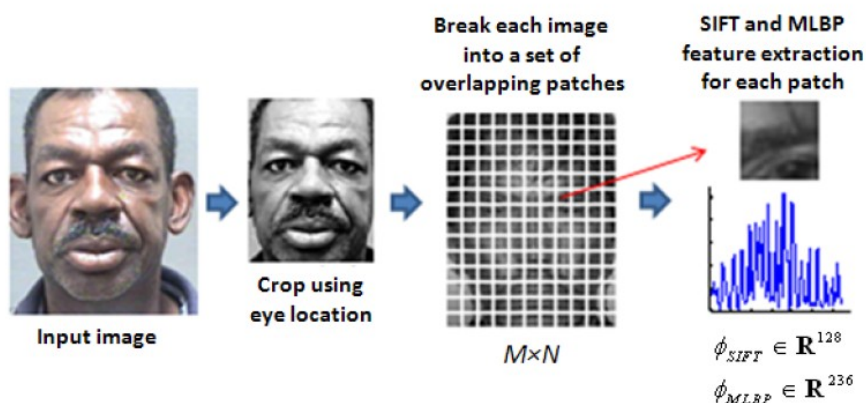 Input image
Crop using
eye location
Break each image
into a set of
overlapping patches
M×N
SIFT and MLBP
feature extraction
for each patch
ϕ_SIFT ∈ R^128
ϕ_MLBP ∈ R^236